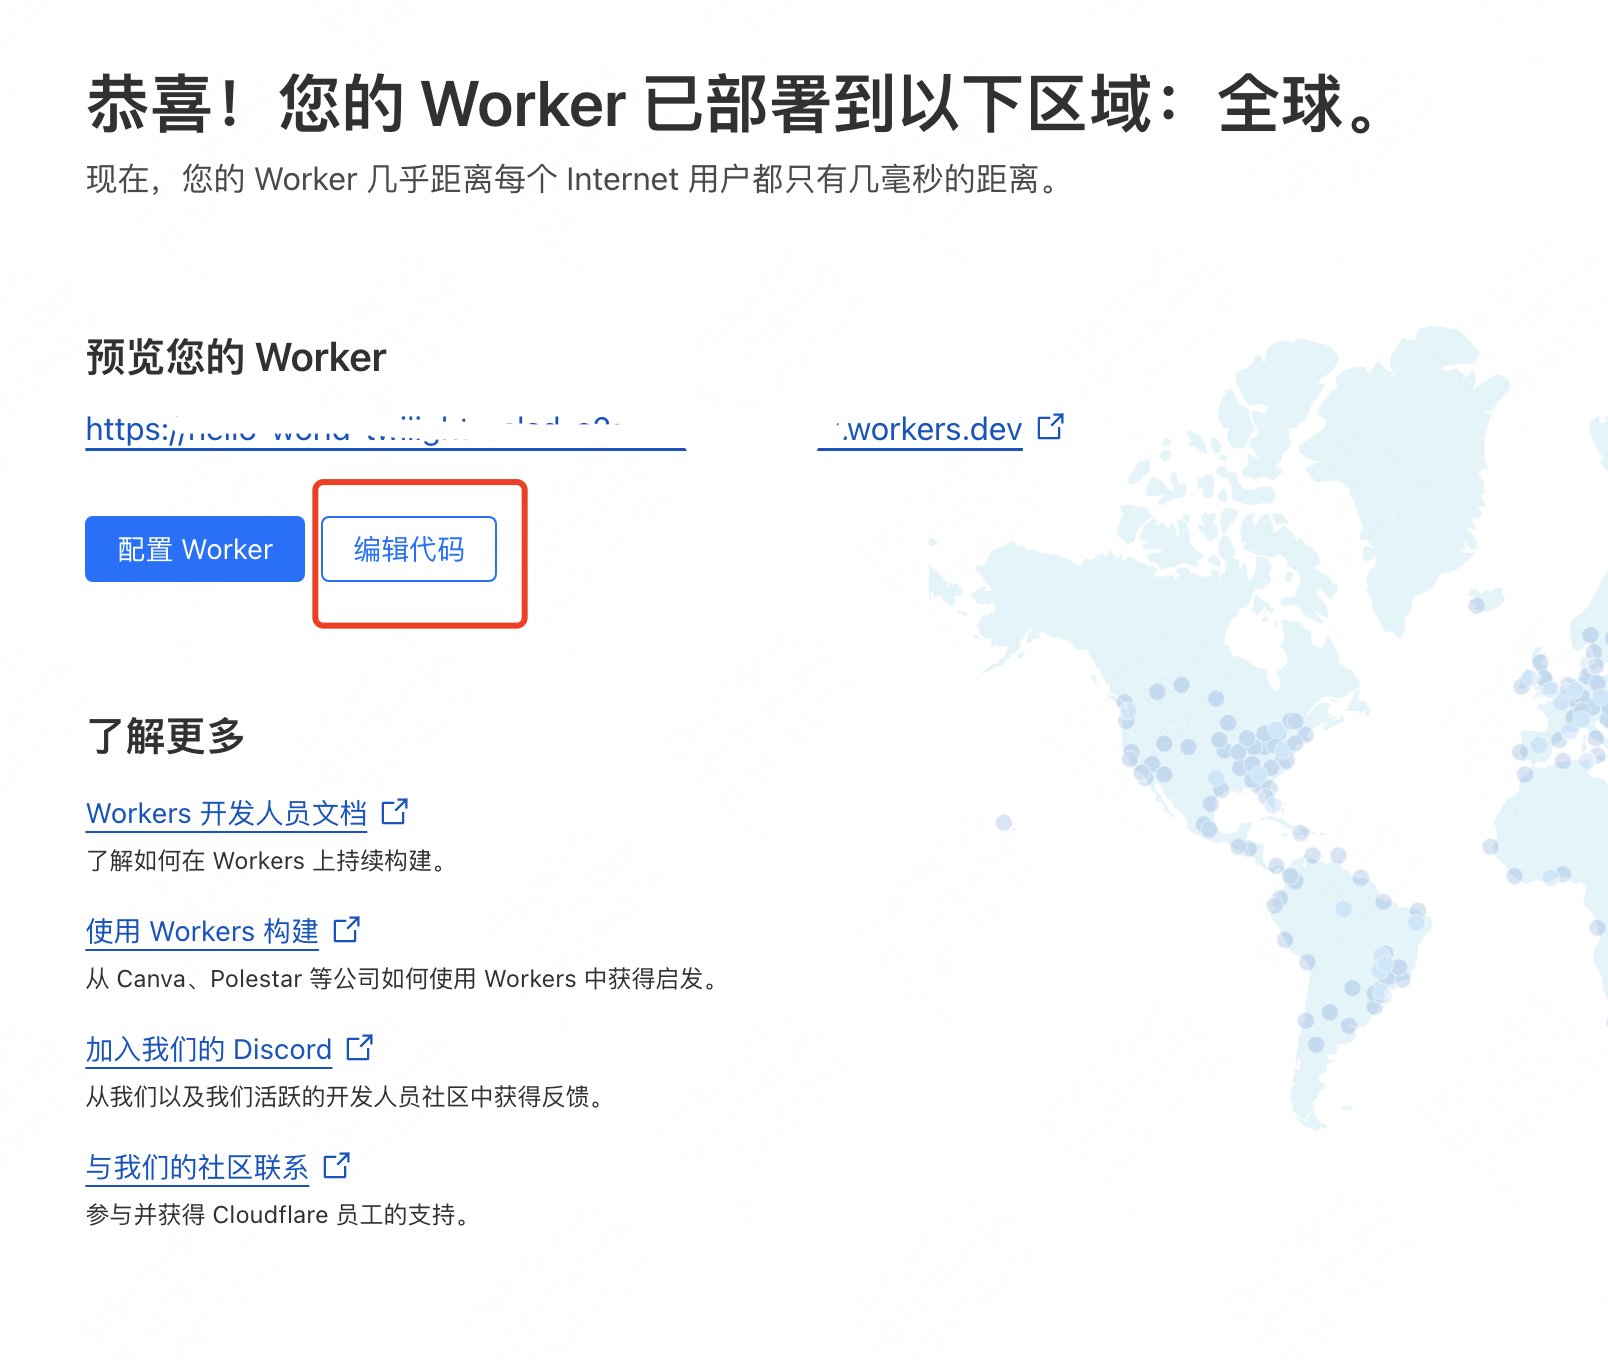 恭喜！您的 Worker 已部署到以下区域：全球。
现在，您的 Worker 几乎距离每个 Internet 用户都只有几毫秒的距离。
预览您的 Worker
https:// .workers.dev
配置 Worker
编辑代码
了解更多
Workers 开发人员文档
了解如何在 Workers 上持续构建。
使用 Workers 构建
从 Canva、Polestar 等公司如何使用 Workers 中获得启发。
加入我们的 Discord
从我们以及我们活跃的开发人员社区中获得反馈。
与我们的社区联系
参与并获得 Cloudflare 员工的支持。